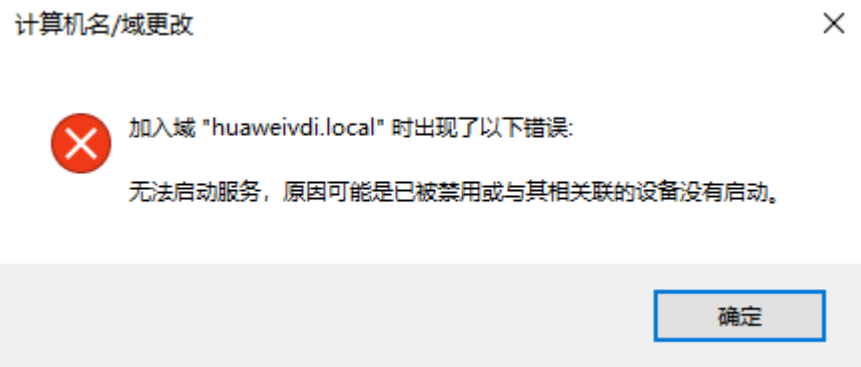 计算机名/域更改
加入域 "huaweivdi.local" 时出现了以下错误:
无法启动服务，原因可能是已被禁用或与其相关联的设备没有启动。
确定